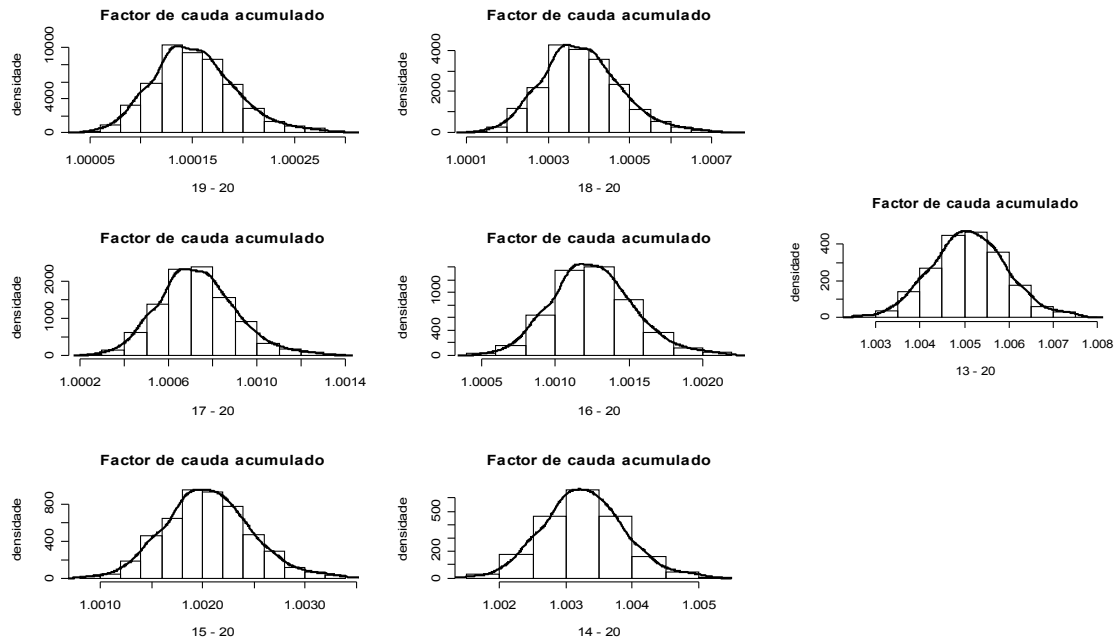 Factor de cauda acumulado
densidade
0 4000 10000
1.00005 1.00015 1.00025
19 - 20
Factor de cauda acumulado
densidade
0 2000 4000
1.0001 1.0003 1.0005 1.0007
18 - 20
Factor de cauda acumulado
densidade
0 1000 2000
1.0002 1.0006 1.0010 1.0014
17 - 20
Factor de cauda acumulado
densidade
0 400 1000
1.0005 1.0010 1.0015 1.0020
16 - 20
Factor de cauda acumulado
densidade
0 200 400
1.003 1.004 1.005 1.006 1.007 1.008
13 - 20
Factor de cauda acumulado
densidade
0 400 800
1.0010 1.0020 1.0030
15 - 20
Factor de cauda acumulado
densidade
0 200 500
1.002 1.003 1.004 1.005
14 - 20